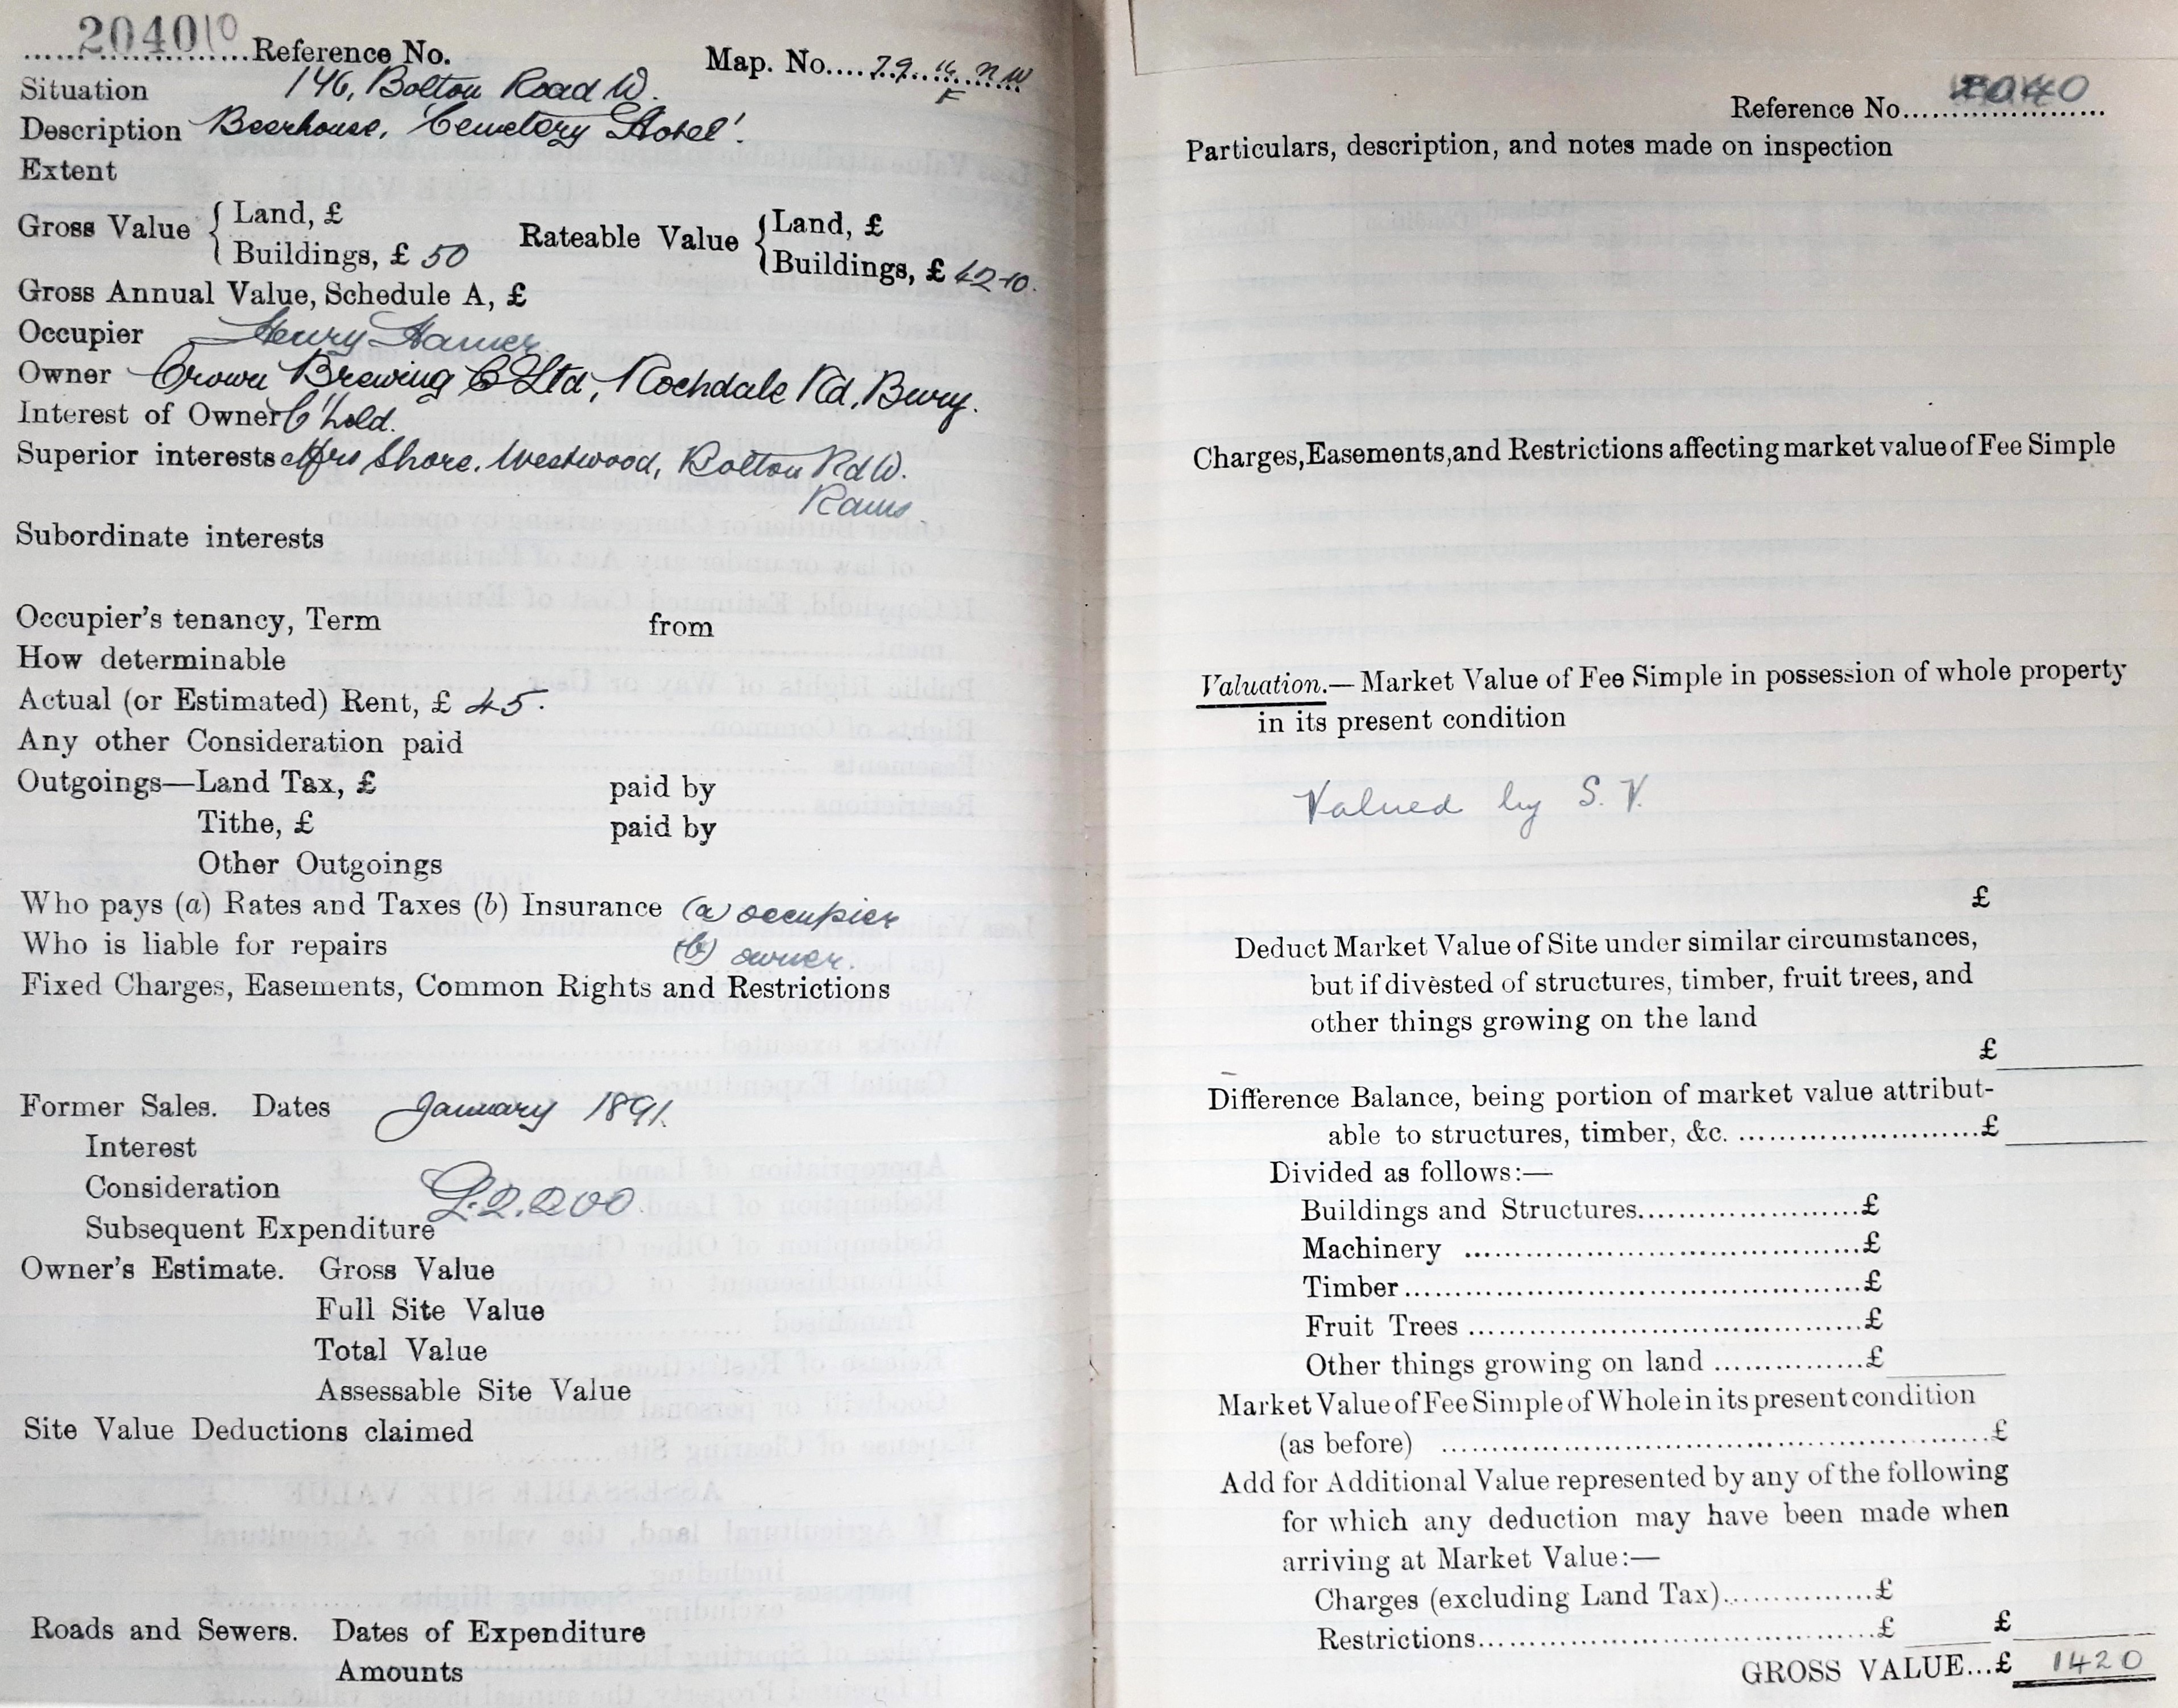 2040 10 Reference No. Map. No. 79. 14 NW
F
Situation 146, Bolton Road W.
Description Beerhouse, 'Cemetery Hotel'.
Extent
Gross Value { Land, £
Buildings, £ 50
Rateable Value { Land, £
Buildings, £ 42-10.
Gross Annual Value, Schedule A, £
Occupier Henry Hamer
Owner Crown Brewing Co Ltd, Rochdale Rd, Bury.
Interest of Owner C'hold.
Superior interests Mrs Shore. Westwood, Bolton Rd W.
Rams
Subordinate interests
Occupier's tenancy, Term from
How determinable
Actual (or Estimated) Rent, £ 45.
Any other Consideration paid
Outgoings—Land Tax, £ paid by
Tithe, £ paid by
Other Outgoings
Who pays (a) Rates and Taxes (b) Insurance (a) occupier
Who is liable for repairs (b) owner.
Fixed Charges, Easements, Common Rights and Restrictions
Former Sales. Dates January 1891.
Interest
Consideration £2.200
Subsequent Expenditure
Owner's Estimate. Gross Value
Full Site Value
Total Value
Assessable Site Value
Site Value Deductions claimed
Roads and Sewers. Dates of Expenditure
Amounts
Reference No. 2040
Particulars, description, and notes made on inspection
Charges, Easements, and Restrictions affecting market value of Fee Simple
Valuation.—Market Value of Fee Simple in possession of whole property
in its present condition
Valued by S. V.
£
Deduct Market Value of Site under similar circumstances,
but if divested of structures, timber, fruit trees, and
other things growing on the land
£
Difference Balance, being portion of market value attribut-
able to structures, timber, &c. £
Divided as follows:—
Buildings and Structures £
Machinery £
Timber £
Fruit Trees £
Other things growing on land £
Market Value of Fee Simple of Whole in its present condition
(as before) £
Add for Additional Value represented by any of the following
for which any deduction may have been made when
arriving at Market Value:—
Charges (excluding Land Tax) £
Restrictions £ £
GROSS VALUE...£ 1420